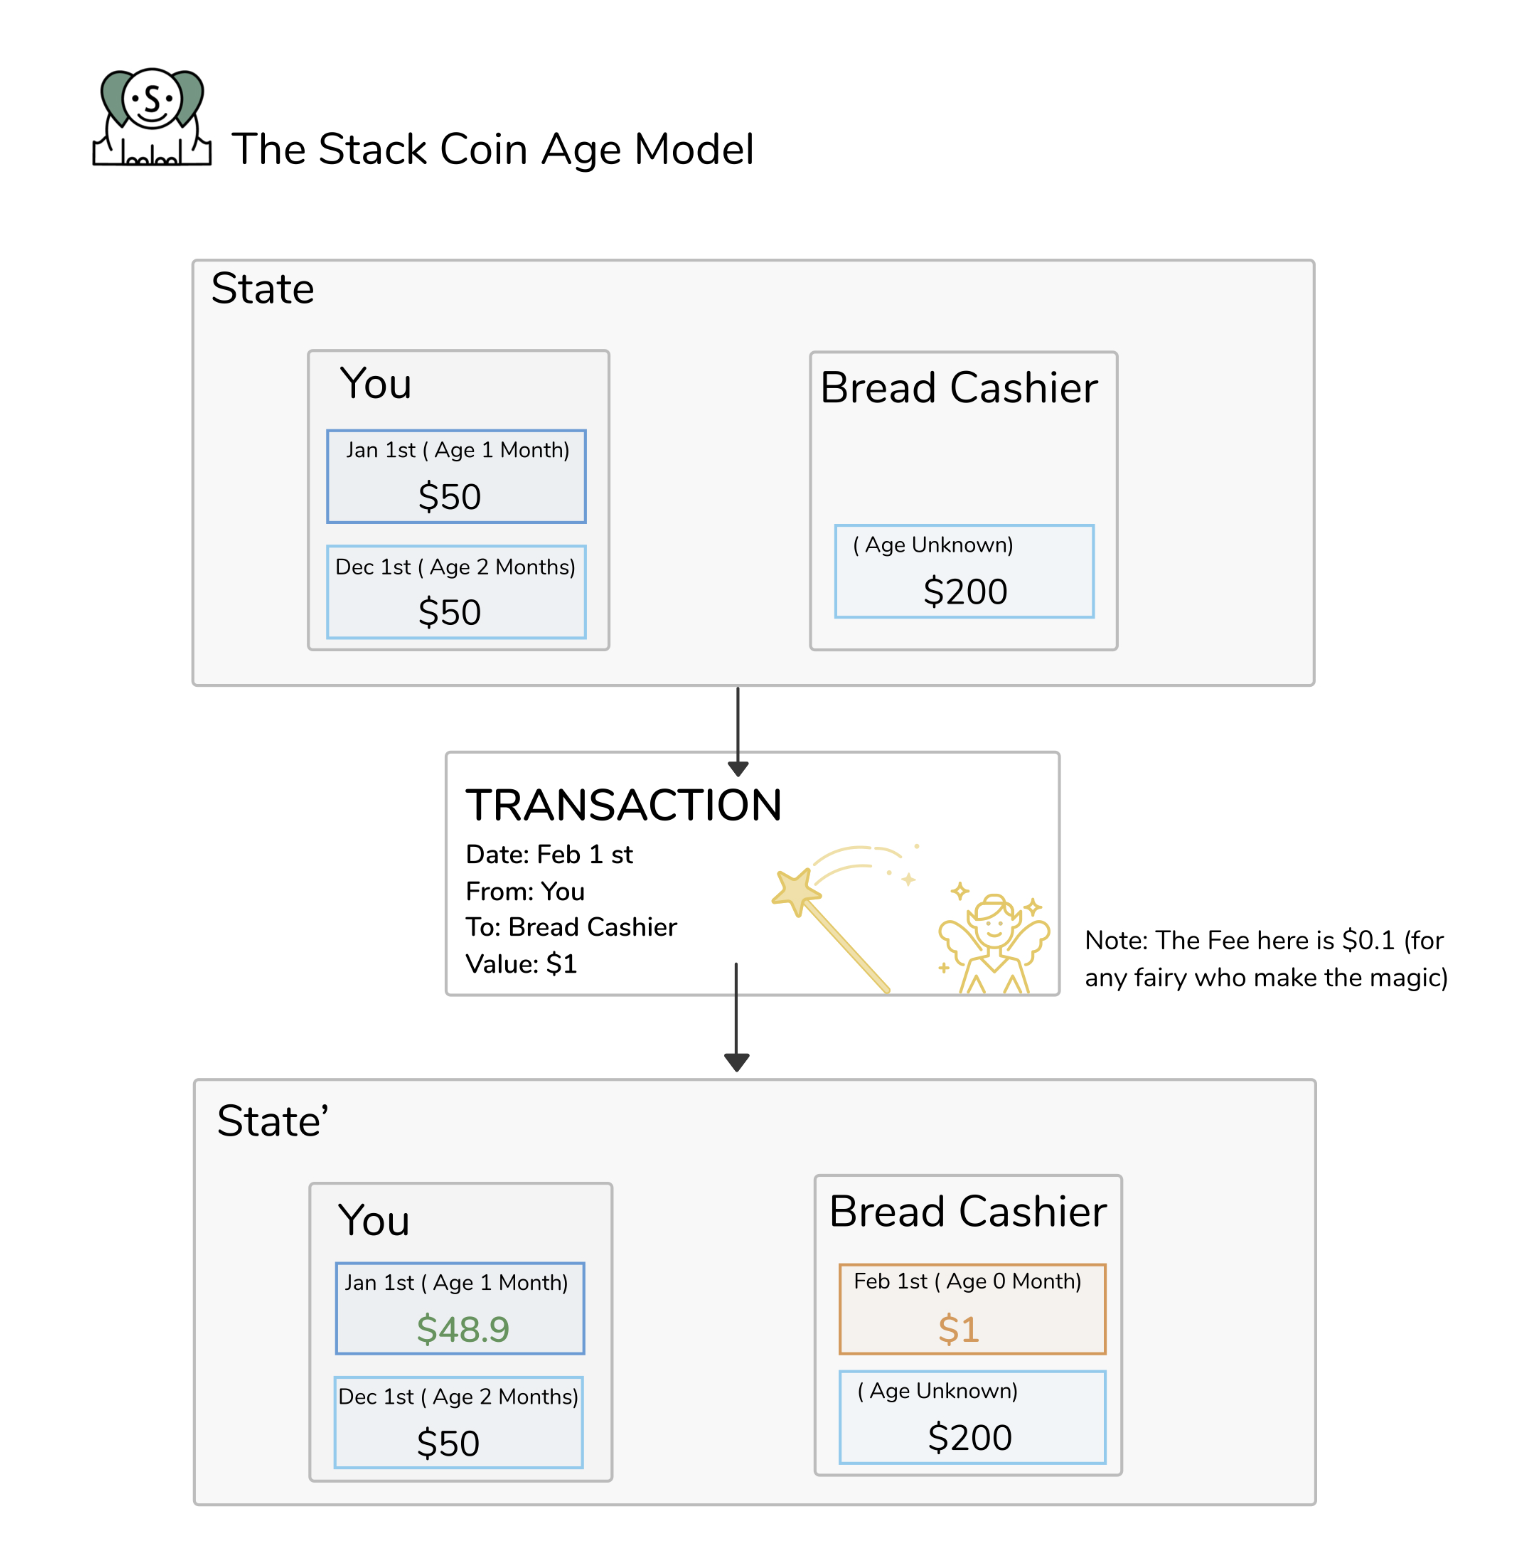 S
The Stack Coin Age Model
State
You
Jan 1st ( Age 1 Month)
$50
Dec 1st ( Age 2 Months)
$50
Bread Cashier
( Age Unknown)
$200
TRANSACTION
Date: Feb 1 st
From: You
To: Bread Cashier
Value: $1
Note: The Fee here is $0.1 (for
any fairy who make the magic)
State’
You
Jan 1st ( Age 1 Month)
$48.9
Dec 1st ( Age 2 Months)
$50
Bread Cashier
Feb 1st ( Age 0 Month)
$1
( Age Unknown)
$200